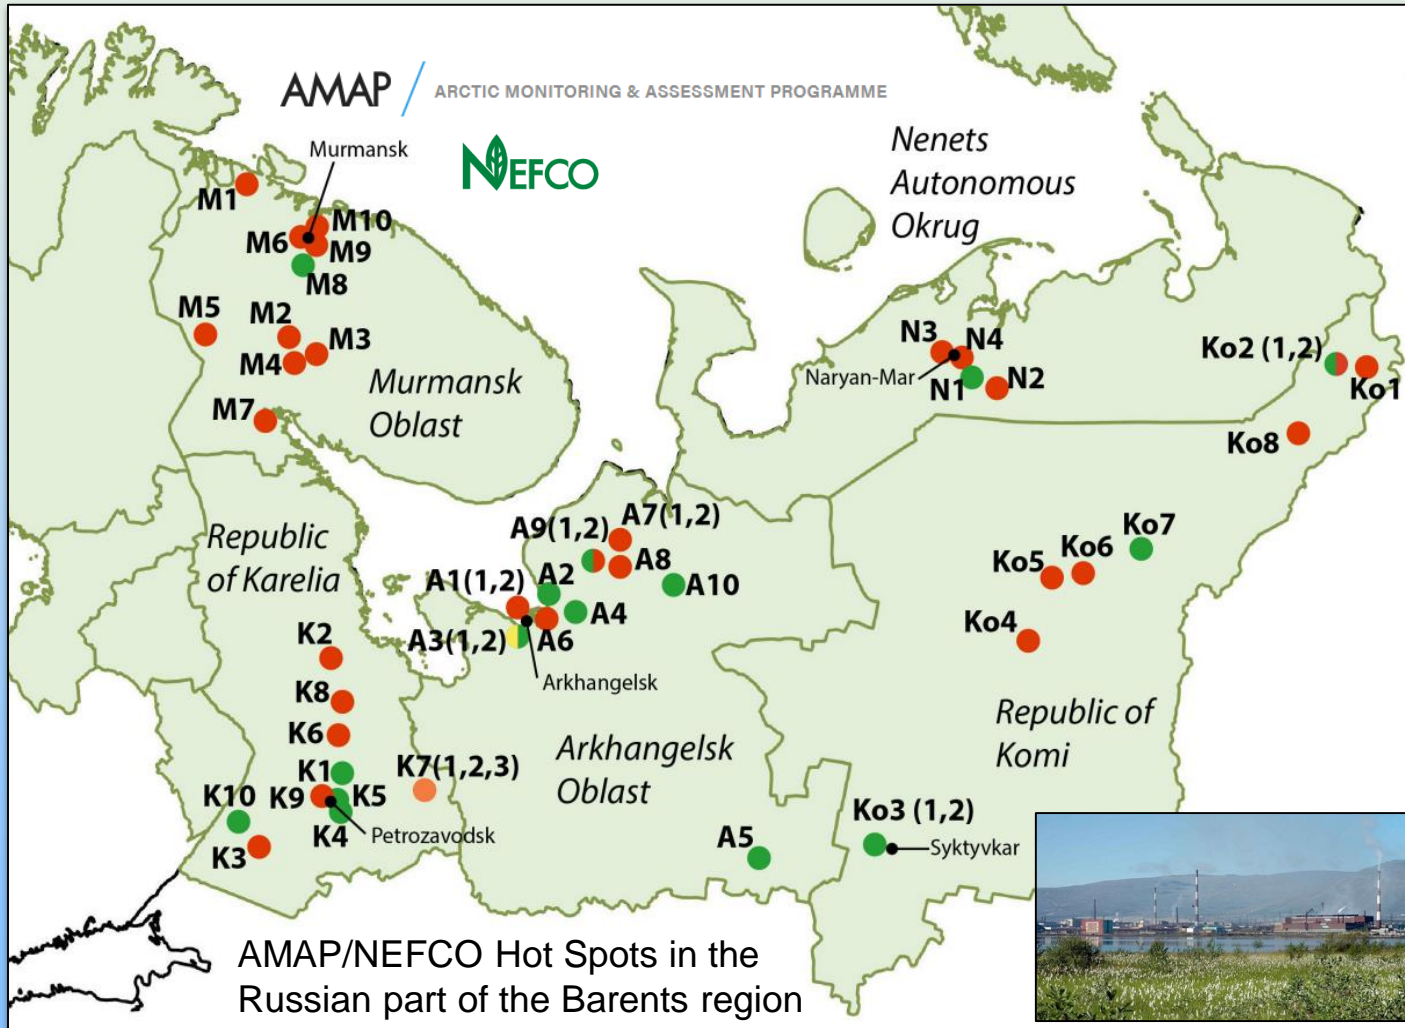 AMAP / ARCTIC MONITORING & ASSESSMENT PROGRAMME
NEFCO
Murmansk
Nenets
Autonomous
Okrug
M1
M10
M6
M9
M8
M5
M2
M3
M4
M7
Murmansk
Oblast
N3
N4
Naryan-Mar
N1
N2
Ko2 (1,2)
Ko1
Ko8
Republic
of Karelia
A9(1,2)
A7(1,2)
A8
A1(1,2)
A2
A10
A4
A3(1,2)
A6
Arkhangelsk
Ko7
Ko6
Ko5
Ko4
K2
K8
K6
K1
K7(1,2,3)
K10
K9
K5
K4
Petrozavodsk
K3
Arkhangelsk
Oblast
Republic of
Komi
A5
Ko3 (1,2)
Syktyvkar
AMAP/NEFCO Hot Spots in the
Russian part of the Barents region